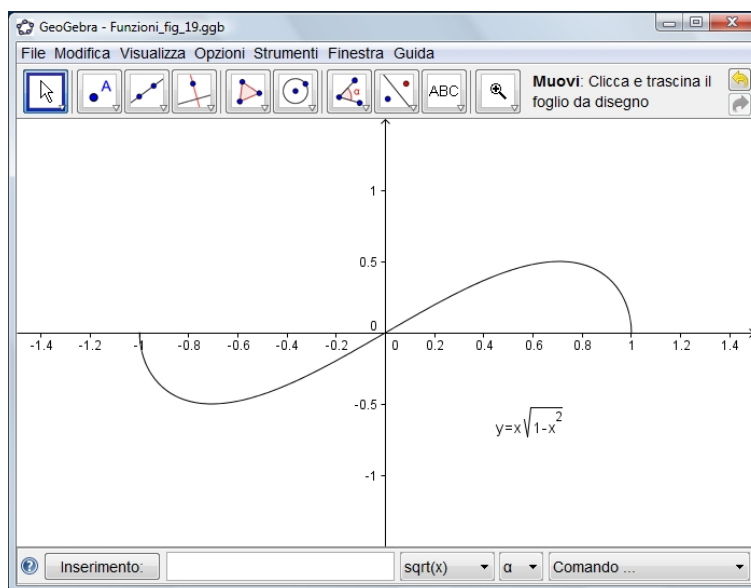 GeoGebra - Funzioni_fig_19.ggb
File Modifica Visualizza Opzioni Strumenti Finestra Guida
A
α
ABC
Muovi: Clicca e trascina il
foglio da disegno
1
0.5
0
-1.4 -1.2 -1 -0.8 -0.6 -0.4 -0.2 0 0.2 0.4 0.6 0.8 1 1.2 1.4
-0.5
y=x√1-x²
-1
Inserimento: sqrt(x) α Comando ...